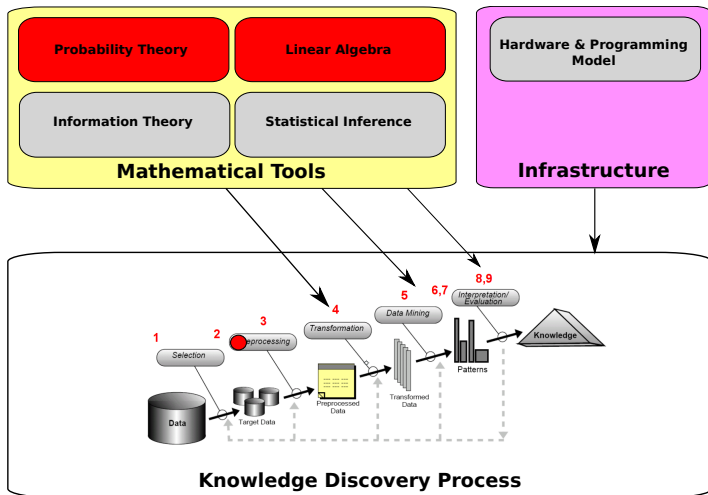 Probability Theory
Linear Algebra
Information Theory
Statistical Inference
Mathematical Tools
Hardware & Programming
Model
Infrastructure
8,9
6,7
5
4
3
2
1
Interpretation/
Evaluation
Data Mining
Transformation
eprocessing
Selection
Knowledge
Patterns
Transformed
Data
Preprocessed
Data
Target Data
Data
Knowledge Discovery Process